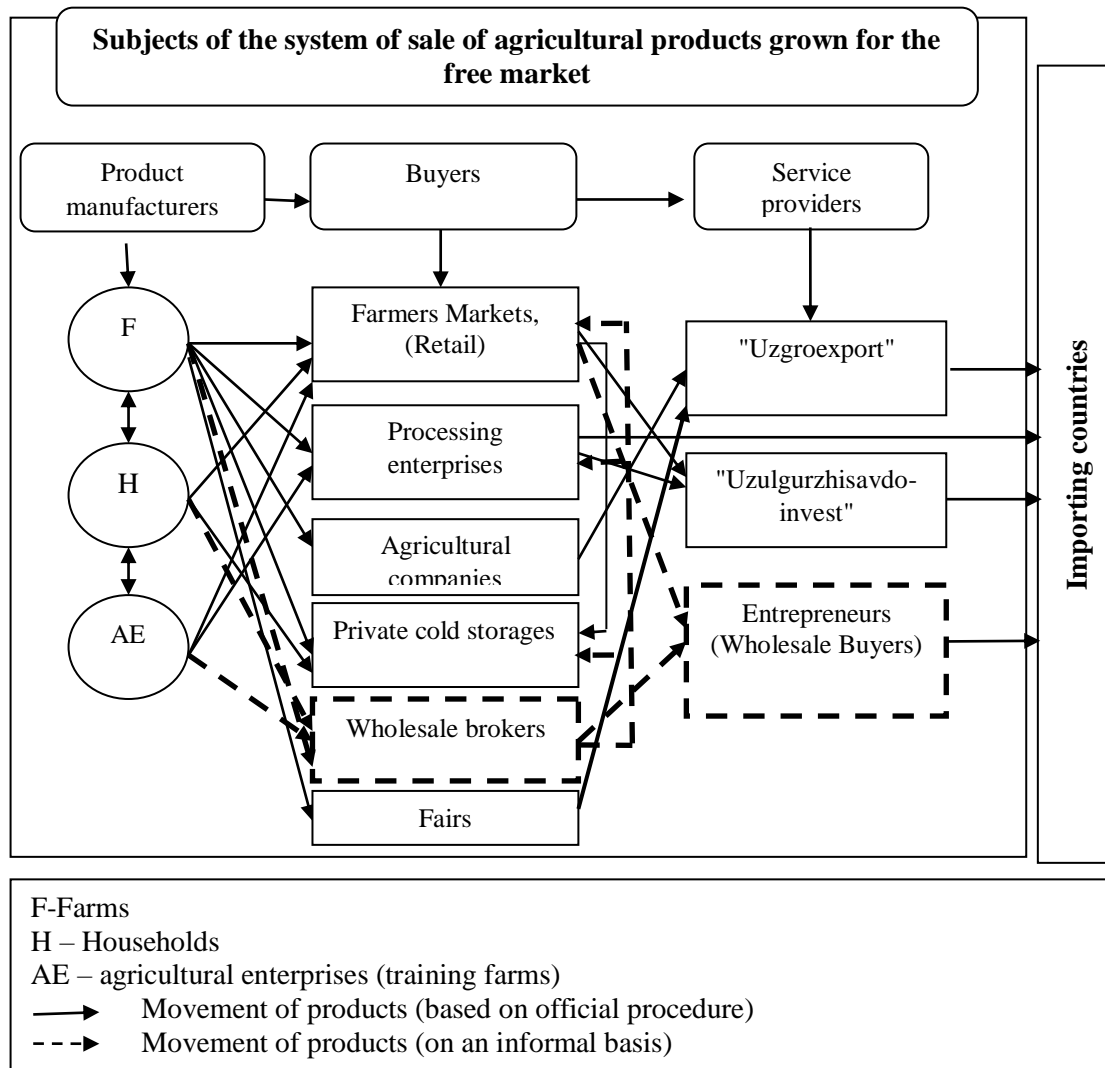 Subjects of the system of sale of agricultural products grown for the
free market
Product
manufacturers
Buyers
Service
providers
F
H
AE
Farmers Markets,
(Retail)
Processing
enterprises
Agricultural
companies
Private cold storages
Wholesale brokers
Fairs
"Uzgroexport"
"Uzulgurzhisavdo-
invest"
Entrepreneurs
(Wholesale Buyers)
Importing countries
F-Farms
H – Households
AE – agricultural enterprises (training farms)
Movement of products (based on official procedure)
Movement of products (on an informal basis)